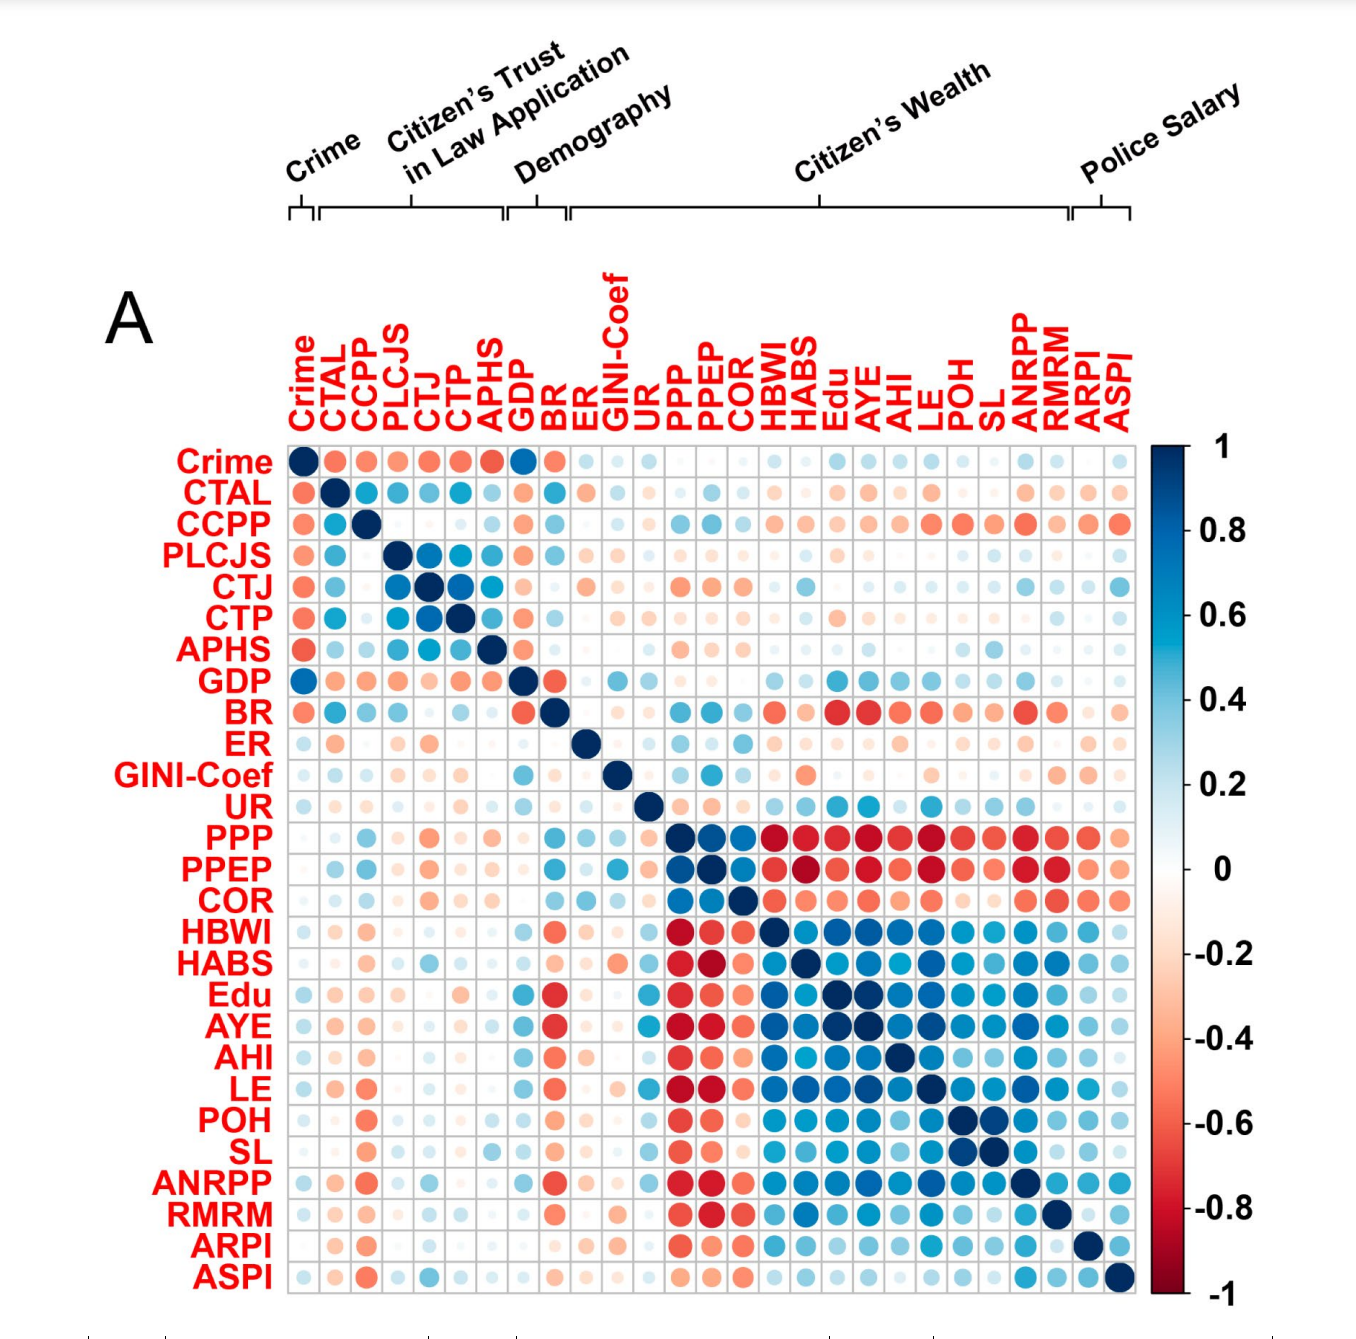 Crime
Citizen's Trust
in Law Application
Demography
Citizen's Wealth
Police Salary
A
Crime CTAL CCPP PLCJS CTJ CTP APHS GDP BR ER GINI-Coef UR PPP PPEP COR HBWI HABS Edu AYE AHI LE POH SL ANRPP RMRM ARPI ASPI
Crime
CTAL
CCPP
PLCJS
CTJ
CTP
APHS
GDP
BR
ER
GINI-Coef
UR
PPP
PPEP
COR
HBWI
HABS
Edu
AYE
AHI
LE
POH
SL
ANRPP
RMRM
ARPI
ASPI
1
0.8
0.6
0.4
0.2
0
-0.2
-0.4
-0.6
-0.8
-1